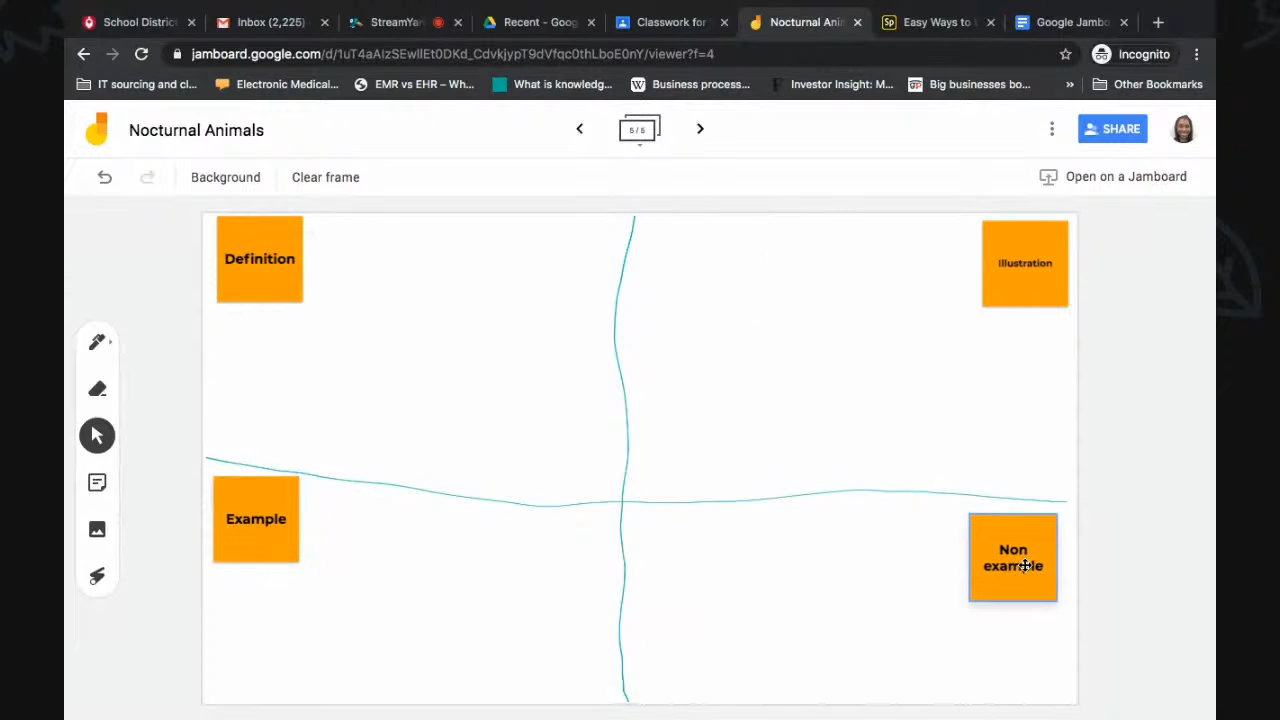 School District
Inbox (2,225)
StreamYar
Recent - Goog
Classwork for
Nocturnal Ani
Easy Ways to
Google Jambo
jamboard.google.com/d/1uT4aAIzSEwlIEt0DKd_CdvkjypT9dVfqc0thLboE0nY/viewer?f=4
Incognito
IT sourcing and cl...
Electronic Medical...
EMR vs EHR – Wh...
What is knowledg...
Business process...
Investor Insight: M...
Big businesses bo...
»
Other Bookmarks
Nocturnal Animals
5 / 5
SHARE
Background
Clear frame
Open on a Jamboard
Definition
Illustration
Example
Non
example